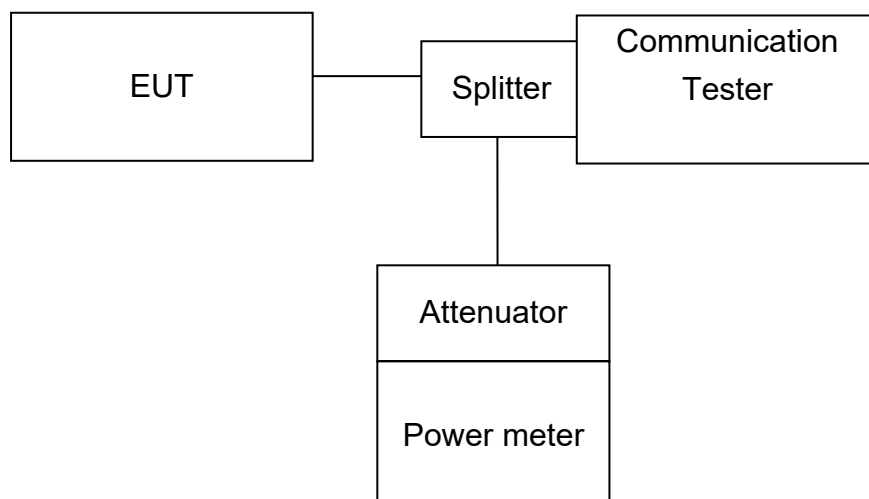 EUT
Splitter
Communication
Tester
Attenuator
Power meter